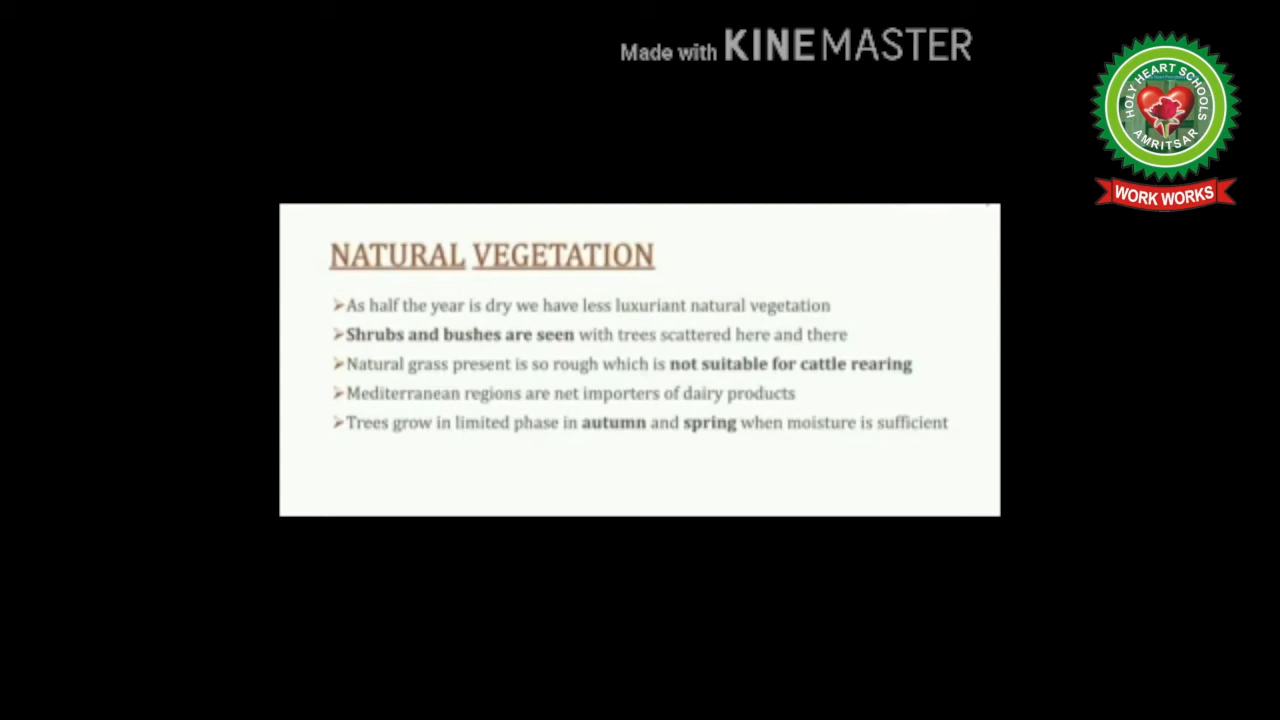 Made with KINEMASTER
HOLY HEART SCHOOLS
AMRITSAR
WORK WORKS
NATURAL VEGETATION
➢As half the year is dry we have less luxuriant natural vegetation
➢Shrubs and bushes are seen with trees scattered here and there
➢Natural grass present is so rough which is not suitable for cattle rearing
➢Mediterranean regions are net importers of dairy products
➢Trees grow in limited phase in autumn and spring when moisture is sufficient